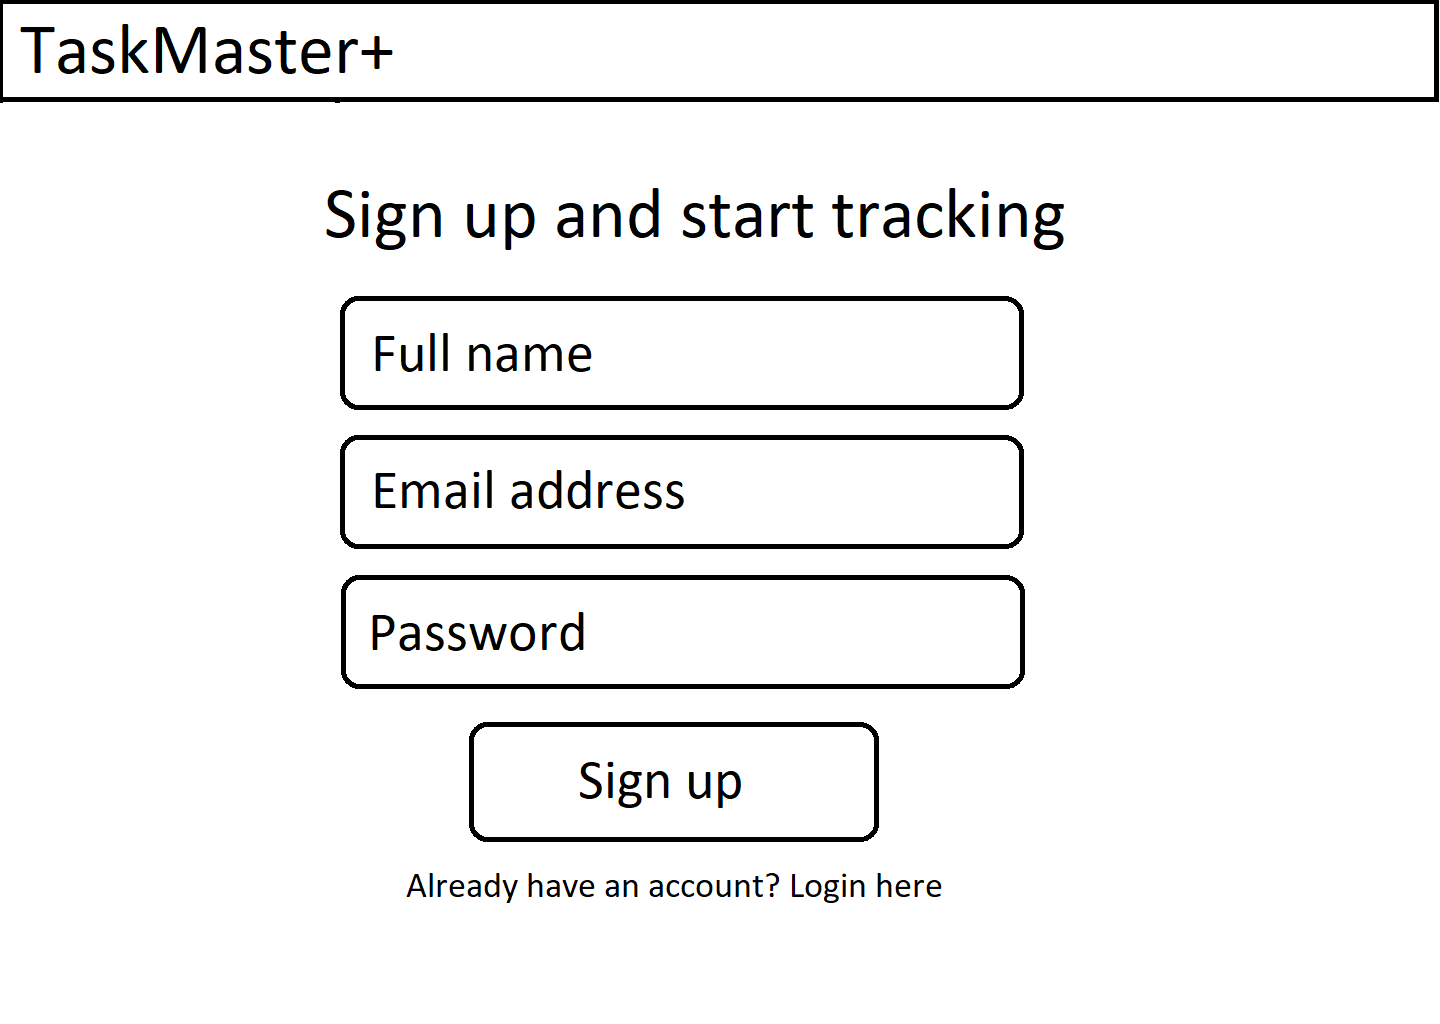 TaskMaster+
Sign up and start tracking
Full name
Email address
Password
Sign up
Already have an account? Login here